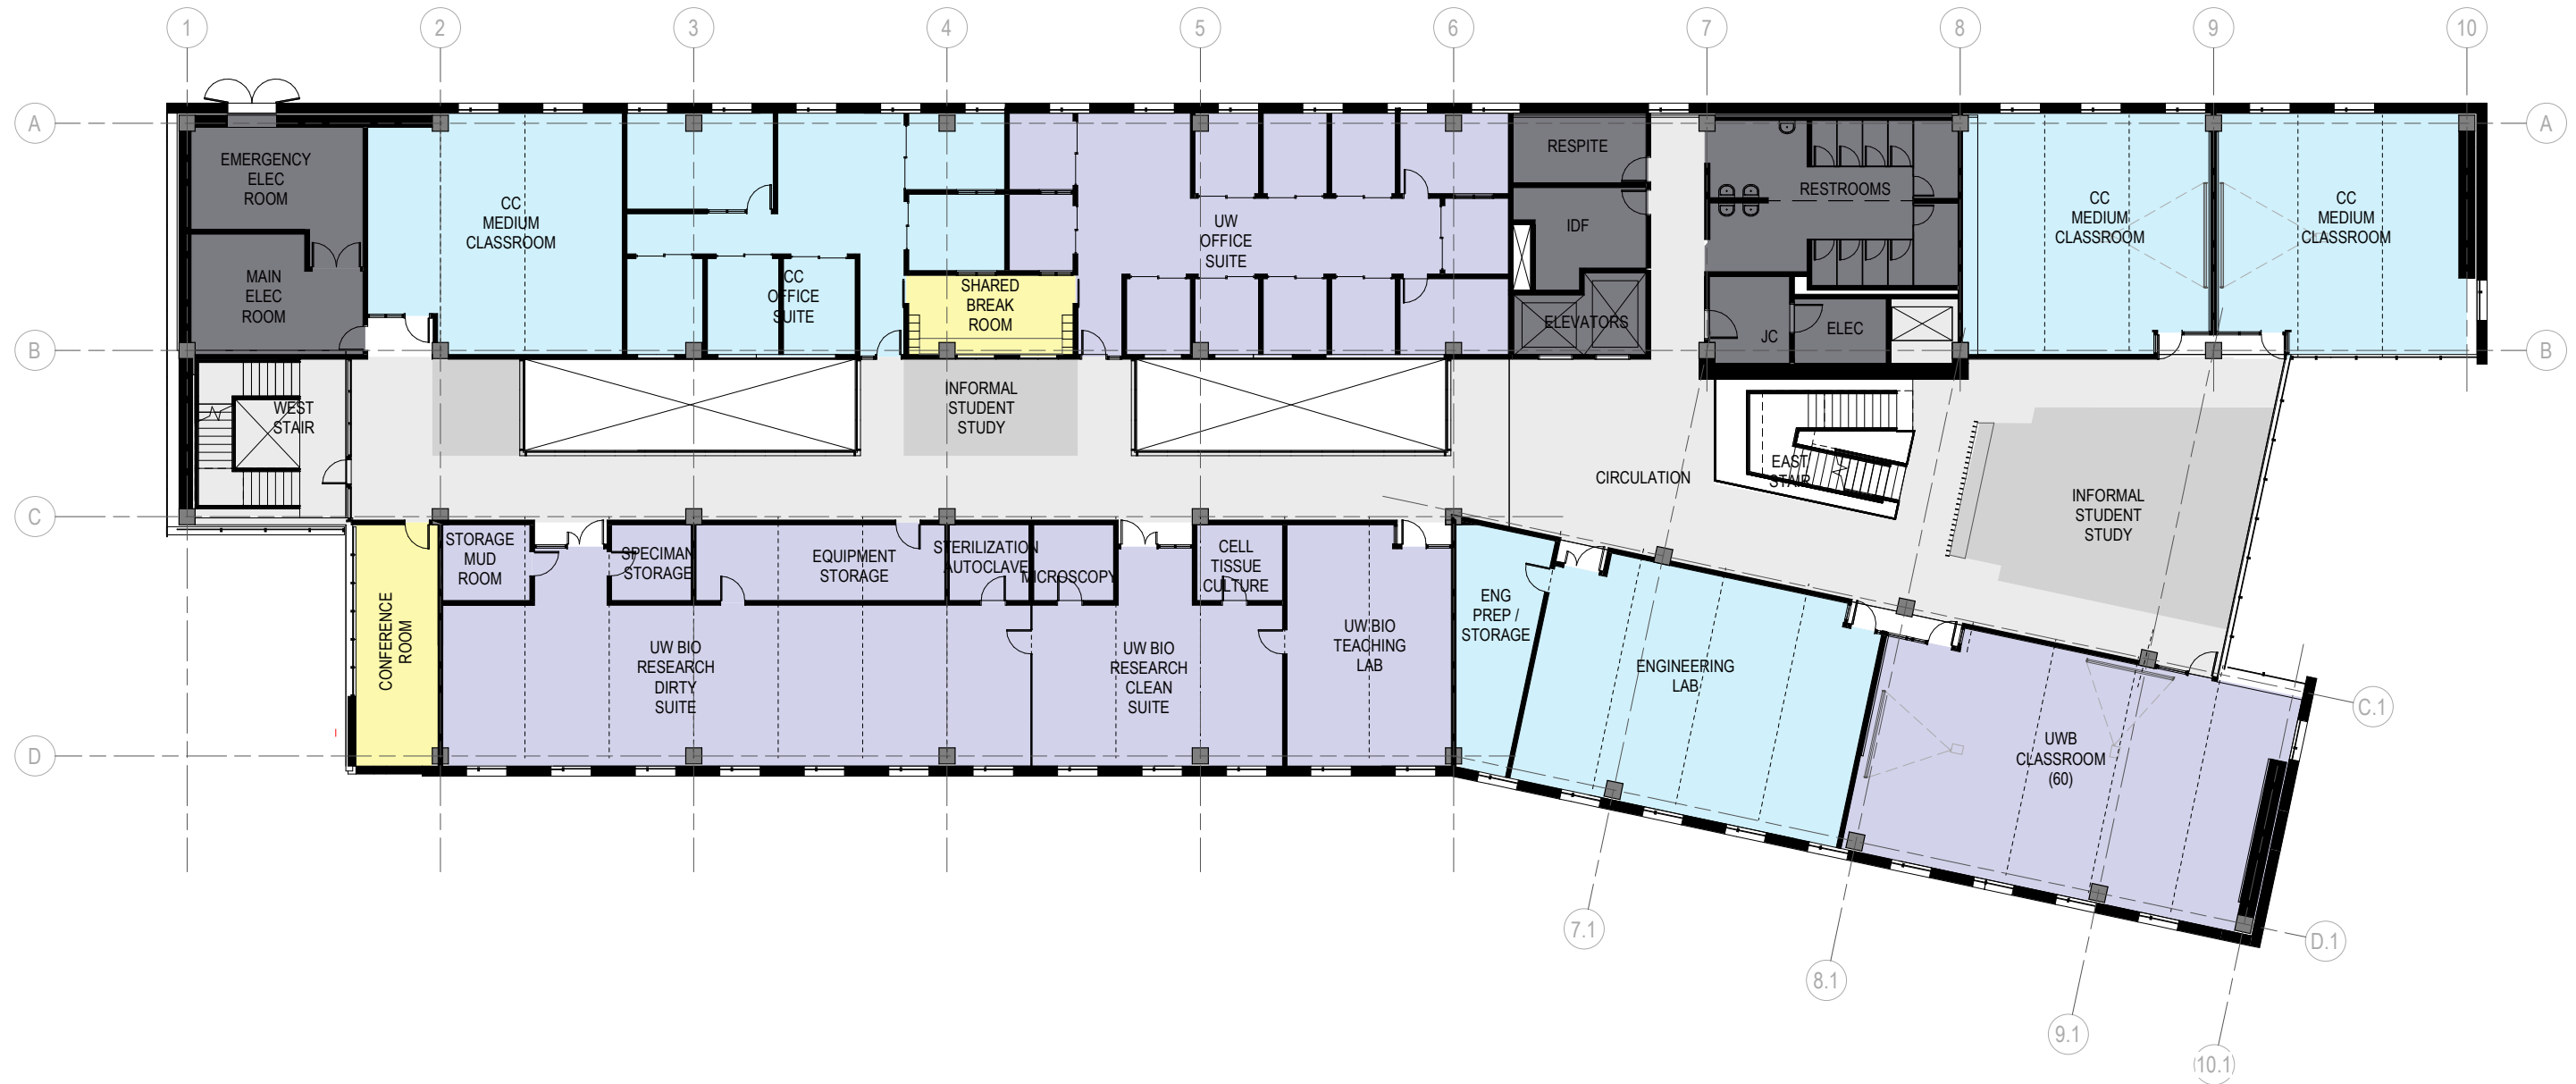 1
2
3
4
5
6
7
8
9
10
A
A
EMERGENCY
ELEC
ROOM
MAIN
ELEC
ROOM
CC
MEDIUM
CLASSROOM
CC
OFFICE
SUITE
SHARED
BREAK
ROOM
UW
OFFICE
SUITE
RESPITE
IDF
ELEVATORS
RESTROOMS
JC
ELEC
CC
MEDIUM
CLASSROOM
CC
MEDIUM
CLASSROOM
B
B
WEST
STAIR
INFORMAL
STUDENT
STUDY
CIRCULATION
EAST
STAIR
INFORMAL
STUDENT
STUDY
C
CONFERENCE
ROOM
STORAGE
MUD
ROOM
SPECIMAN
STORAGE
EQUIPMENT
STORAGE
STERILIZATION
AUTOCLAVE
MICROSCOPY
CELL
TISSUE
CULTURE
UW BIO
RESEARCH
DIRTY
SUITE
UW BIO
RESEARCH
CLEAN
SUITE
UW BIO
TEACHING
LAB
ENG
PREP /
STORAGE
ENGINEERING
LAB
UWB
CLASSROOM
(60)
C.1
D
D.1
7.1
8.1
9.1
10.1